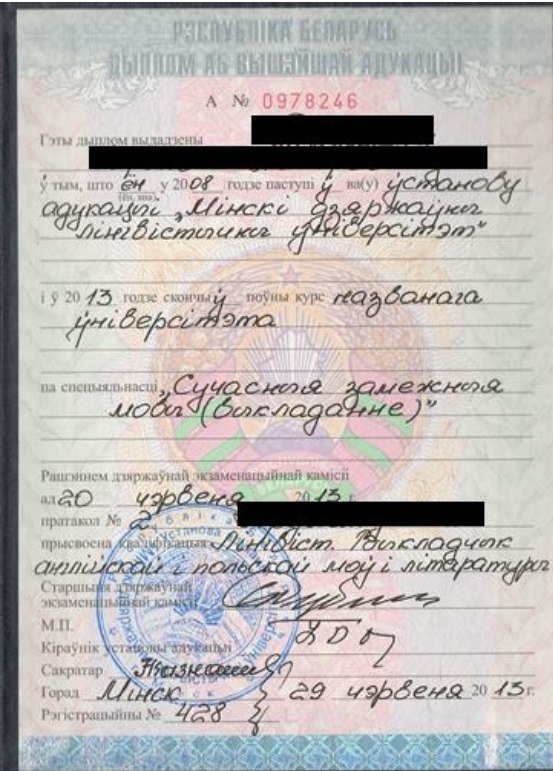 РЭСПУБЛІКА БЕЛАРУСЬ
ДЫПЛОМ АБ ВЫШЭЙШАЙ АДУКАЦЫІ
А № 0978246
Гэты дыплом выдадзены
ў тым, што ён у 2008 годзе паступіў ва(у) установу
(ён, яна)
адукацыі „Мінскі дзяржаўны
лінгвістычны ўніверсітэт“
і ў 2013 годзе скончыў поўны курс названага
ўніверсітэта
па спецыяльнасці „Сучасныя замежныя
мовы (выкладанне)“
Рашэннем дзяржаўнай экзаменацыйнай камісіі
ад 20 чэрвеня 2013 г.
пратакол № 2
прысвоена кваліфікацыя Лінгвіст. Выкладчык
англійскай і польскай моў і літаратуры
Старшыня дзяржаўнай
экзаменацыйнай камісіі
М.П.
Кіраўнік установы адукацыі
Сакратар
Горад Мінск 29 чэрвеня 2013 г.
Рэгістрацыйны № 428